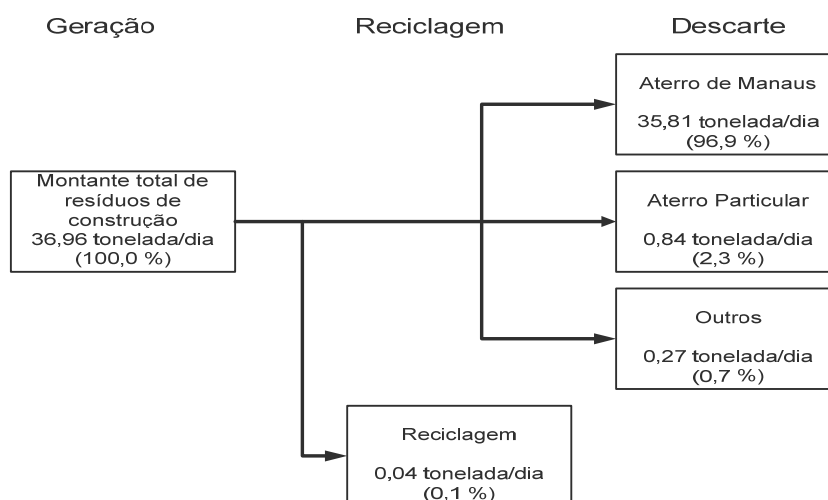 Geração
Reciclagem
Descarte
Montante total de
resíduos de
construção
36,96 tonelada/dia
(100,0 %)
Aterro de Manaus
35,81 tonelada/dia
(96,9 %)
Aterro Particular
0,84 tonelada/dia
(2,3 %)
Outros
0,27 tonelada/dia
(0,7 %)
Reciclagem
0,04 tonelada/dia
(0,1 %)